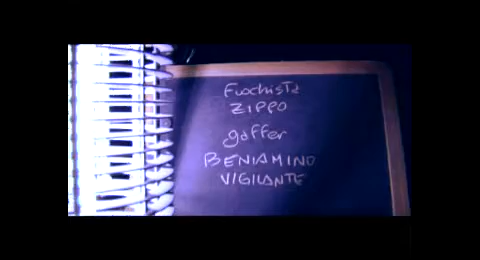 Fuochista
ZIPPO
gaffer
BENIAMINO
VIGILANTE